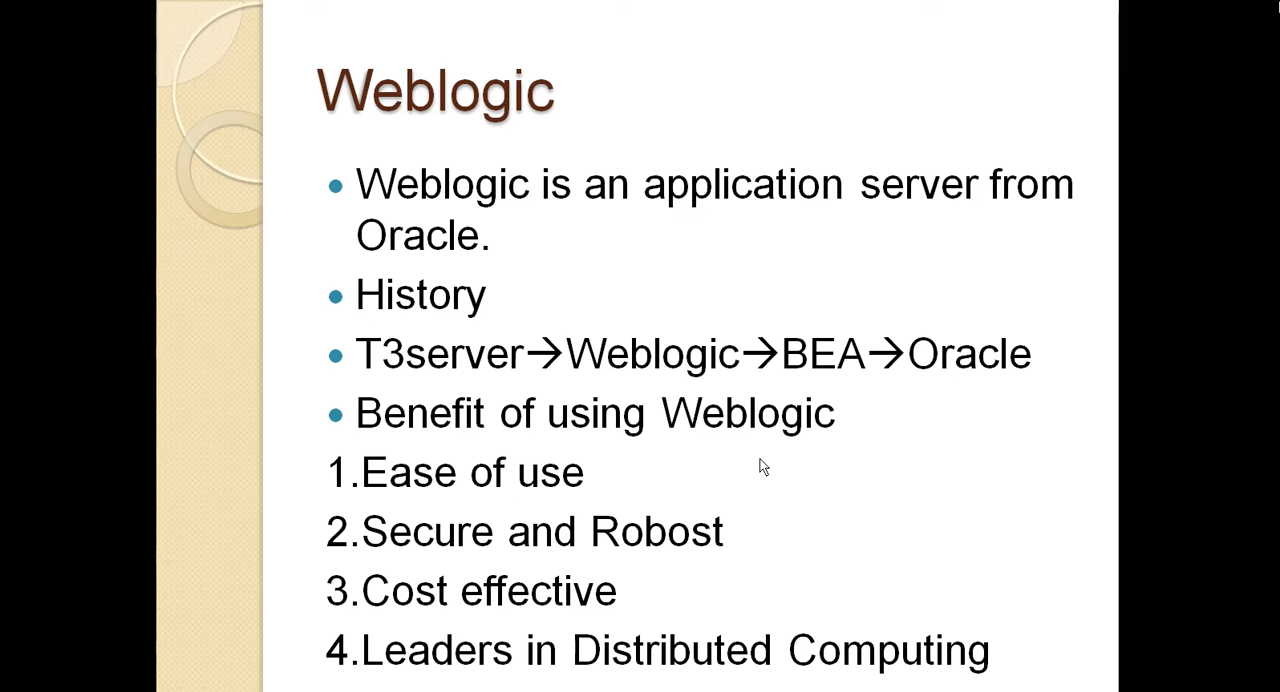 Weblogic
• Weblogic is an application server from
Oracle.
• History
• T3server→Weblogic→BEA→Oracle
• Benefit of using Weblogic
1.Ease of use
2.Secure and Robost
3.Cost effective
4.Leaders in Distributed Computing